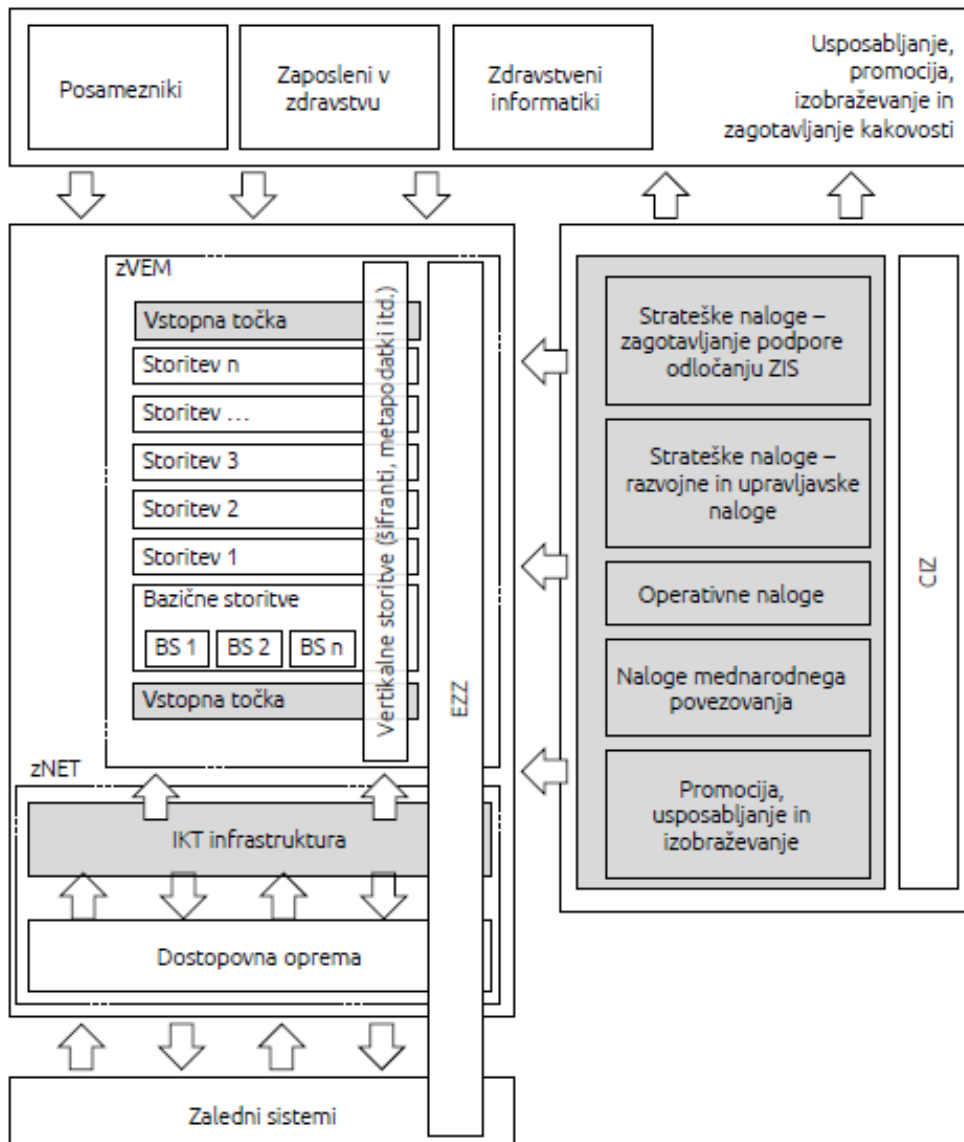 Posamezniki
Zaposleni v
zdravstvu
Zdravstveni
informatiki
Usposabljanje,
promocija,
izobraževanje in
zagotavljanje kakovosti
zVEM
Vstopna točka
Storitev n
Storitev ...
Storitev 3
Storitev 2
Storitev 1
Bazične storitve
BS 1
BS 2
BS n
Vstopna točka
Vertikalne storitve (šifranti, metapodatki itd.)
EZZ
zNET
IKT infrastruktura
Dostopovna oprema
Zaledni sistemi
Strateške naloge –
zagotavljanje podpore
odločanju ZIS
Strateške naloge –
razvojne in upravljavske
naloge
Operativne naloge
Naloge mednarodnega
povezovanja
Promocija,
usposabljanje in
izobraževanje
CIZ